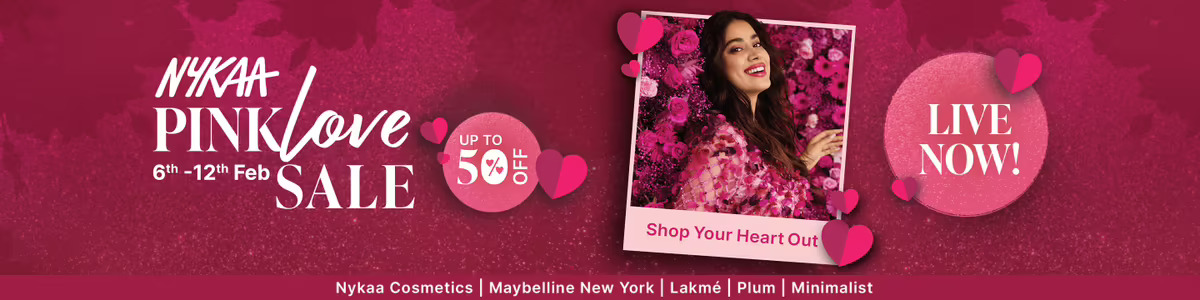 NYKAA
PINK love
SALE
6th -12th Feb
UP TO
50%
OFF
Shop Your Heart Out
LIVE
NOW!
Nykaa Cosmetics | Maybelline New York | Lakmé | Plum | Minimalist